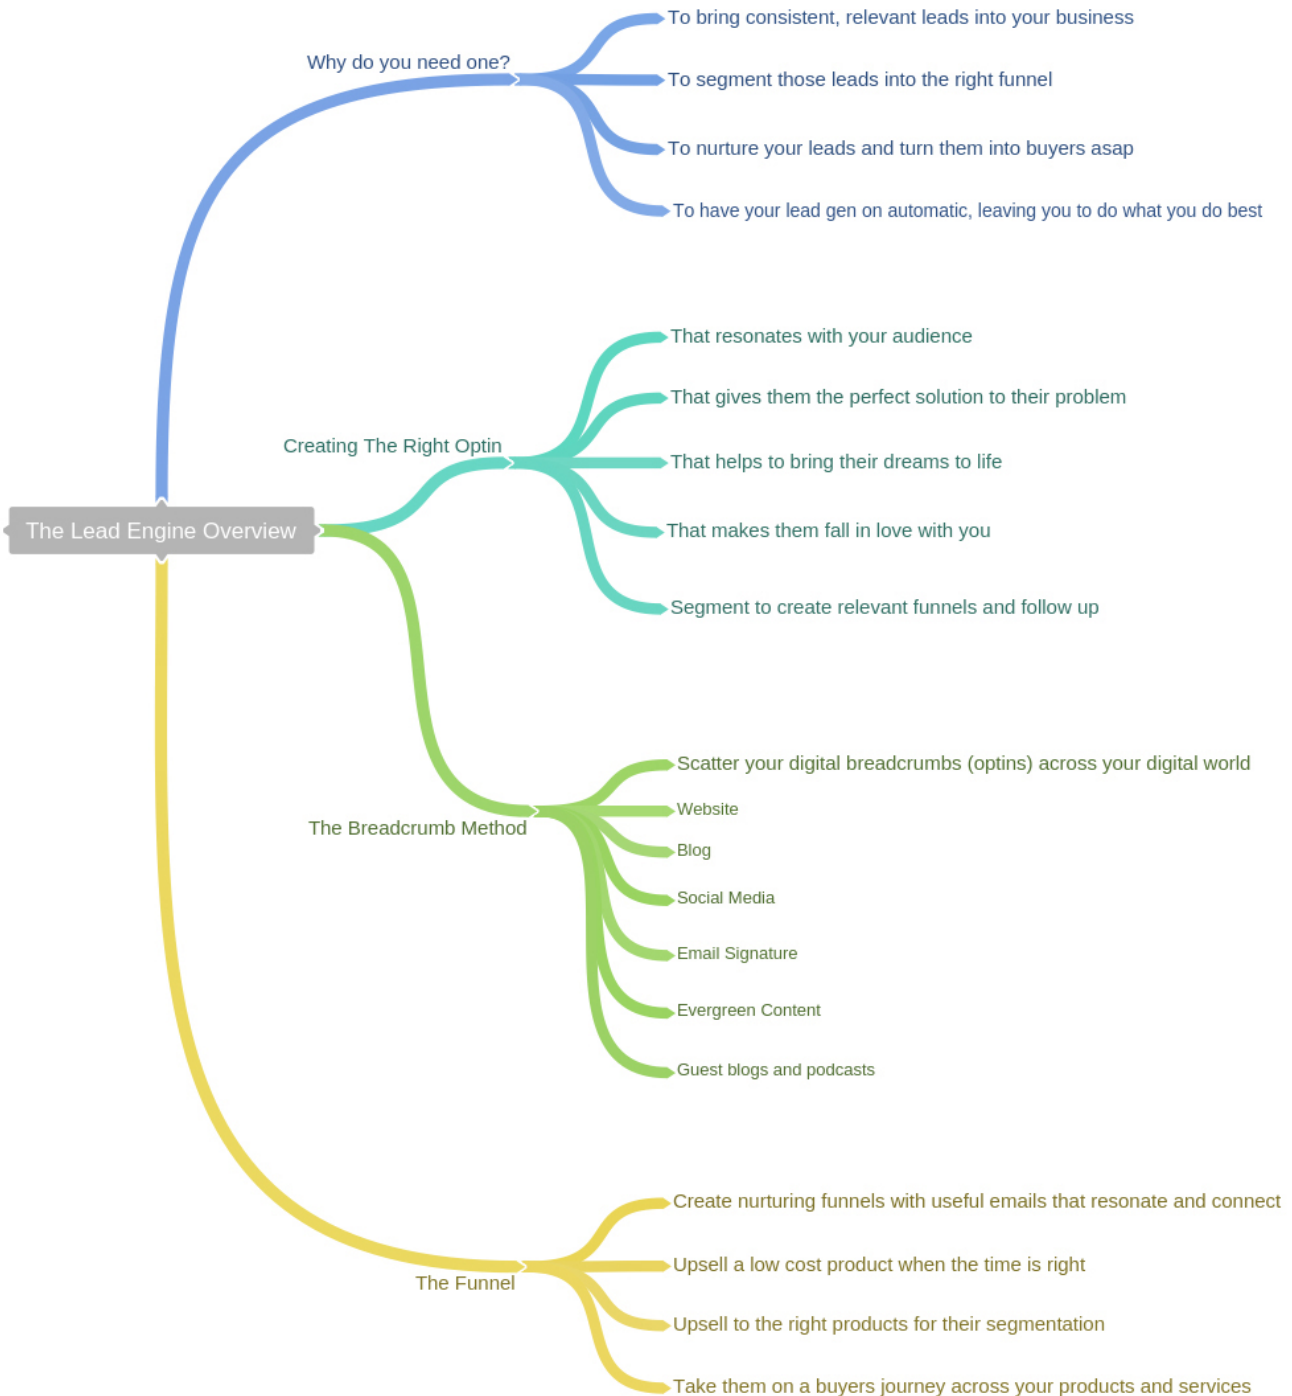 Why do you need one?
To bring consistent, relevant leads into your business
To segment those leads into the right funnel
To nurture your leads and turn them into buyers asap
To have your lead gen on automatic, leaving you to do what you do best
The Lead Engine Overview
Creating The Right Optin
That resonates with your audience
That gives them the perfect solution to their problem
That helps to bring their dreams to life
That makes them fall in love with you
Segment to create relevant funnels and follow up
The Breadcrumb Method
Scatter your digital breadcrumbs (optins) across your digital world
Website
Blog
Social Media
Email Signature
Evergreen Content
Guest blogs and podcasts
The Funnel
Create nurturing funnels with useful emails that resonate and connect
Upsell a low cost product when the time is right
Upsell to the right products for their segmentation
Take them on a buyers journey across your products and services